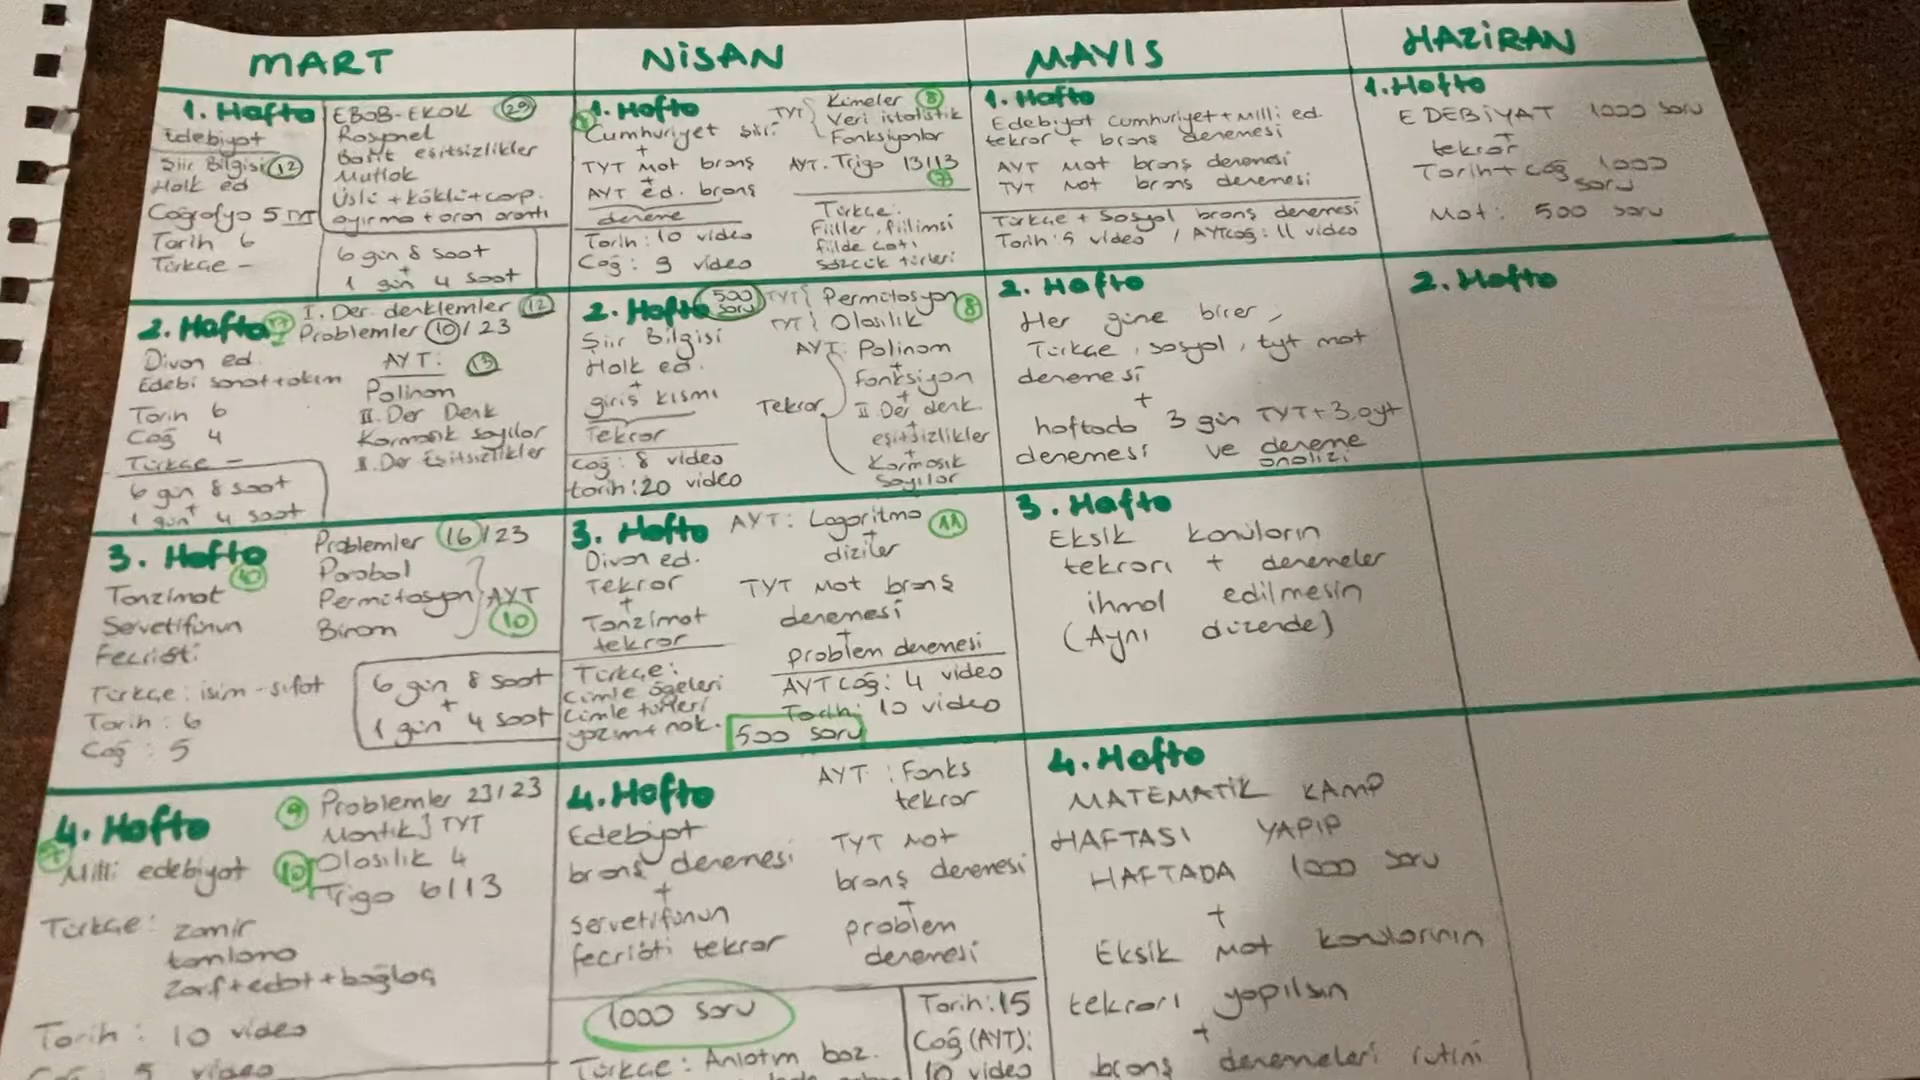 MART
1. Hafta
Edebiyat
Şiir Bilgisi 12
Halk ed
Coğrafya 5 TYT
Tarih 6
Türkçe -
EBOB-EKOK 29
Rasyonel
Basit eşitsizlikler
Mutlak
Üslü + köklü + çarp.
ayırma + oran orantı
6 gün 8 saat
+
1 gün 4 saat
2. Hafta
Divan ed.
Edebi sanat + akım
Tarih 6
Coğ 4
Türkçe -
6 gün 8 saat
+
1 gün 4 saat
I. Der. denklemler 12
Problemler 10/23
AYT: 13
Polinom
II. Der Denk
Karmaşık sayılar
II. Der Eşitsizlikler
3. Hafta
Tanzimat
Servetifünun
Fecriati
Türkçe: isim-sıfat
Tarih: 6
Coğ: 5
Problemler 16/23
Parabol
Permütasyon AYT
Binom 10
6 gün 8 saat
+
1 gün 4 saat
4. Hafta
Milli edebiyat
9 Problemler 23/23
Mantık } TYT
10 Olasılık 4
Trigo 6/13
Türkçe: zamir
tamlama
zarf + edat + bağlaç
Tarih: 10 video
5 video
NİSAN
1. Hafta
Cumhuriyet şiir
+
TYT Mat branş
+
AYT ed. branş
deneme
Tarih: 10 video
Coğ: 9 video
TYT { Kümeler 8
Veri istatistik
Fonksiyonlar
AYT. Trigo 13/13
7
Türkçe:
Fiiller, fiilimsi
fiilde çatı
sözcük türleri
2. Hafta 500 soru
Şiir Bilgisi
Halk ed.
+
giriş kısmı
Tekrar
Coğ: 8 video
tarih: 20 video
TYT } Permütasyon 8
TYT } Olasılık
AYT: Polinom
+
fonksiyon
+
Tekrar II. Der denk.
+
eşitsizlikler
+
Karmaşık
Sayılar
3. Hafta
Divan ed.
Tekrar
+
Tanzimat
tekrar
Türkçe:
Cümle ögeleri
Cümle türleri
yazım + nok.
AYT: Logaritma 11
+
diziler
TYT Mat branş
denemesi
+
problem denemesi
AYT Coğ: 4 video
Tarih: 10 video
500 soru
4. Hafta
Edebiyat
branş denemesi
+
Servetifünun
fecriati tekrar
AYT: Fonks
tekrar
TYT Mat
branş denemesi
+
problem
denemesi
1000 soru
Türkçe: Anlatım boz.
Tarih: 15
Coğ (AYT):
10 video
MAYIS
1. Hafta
Edebiyat Cumhuriyet + Milli ed.
tekrar + branş denemesi
AYT Mat branş denemesi
TYT Mat branş denemesi
Türkçe + Sosyal branş denemesi
Tarih: 5 video / AYTcoğ: 11 video
2. Hafta
Her güne birer,
Türkçe, sosyal, tyt mat
denemesi
+
haftada 3 gün TYT + 3 ayt
denemesi ve deneme
analizi
3. Hafta
Eksik konuların
tekrarı + denemeler
ihmal edilmesin
(Aynı düzende)
4. Hafta
MATEMATİK KAMP
HAFTASI YAPIP
HAFTADA 1000 soru
+
Eksik Mat konularının
tekrarı yapılsın
+
branş denemeleri rutini
HAZİRAN
1. Hafta
EDEBİYAT 1000 soru
+
tekrar
Tarih + coğ 1000
soru
Mat: 500 soru
2. Hafta